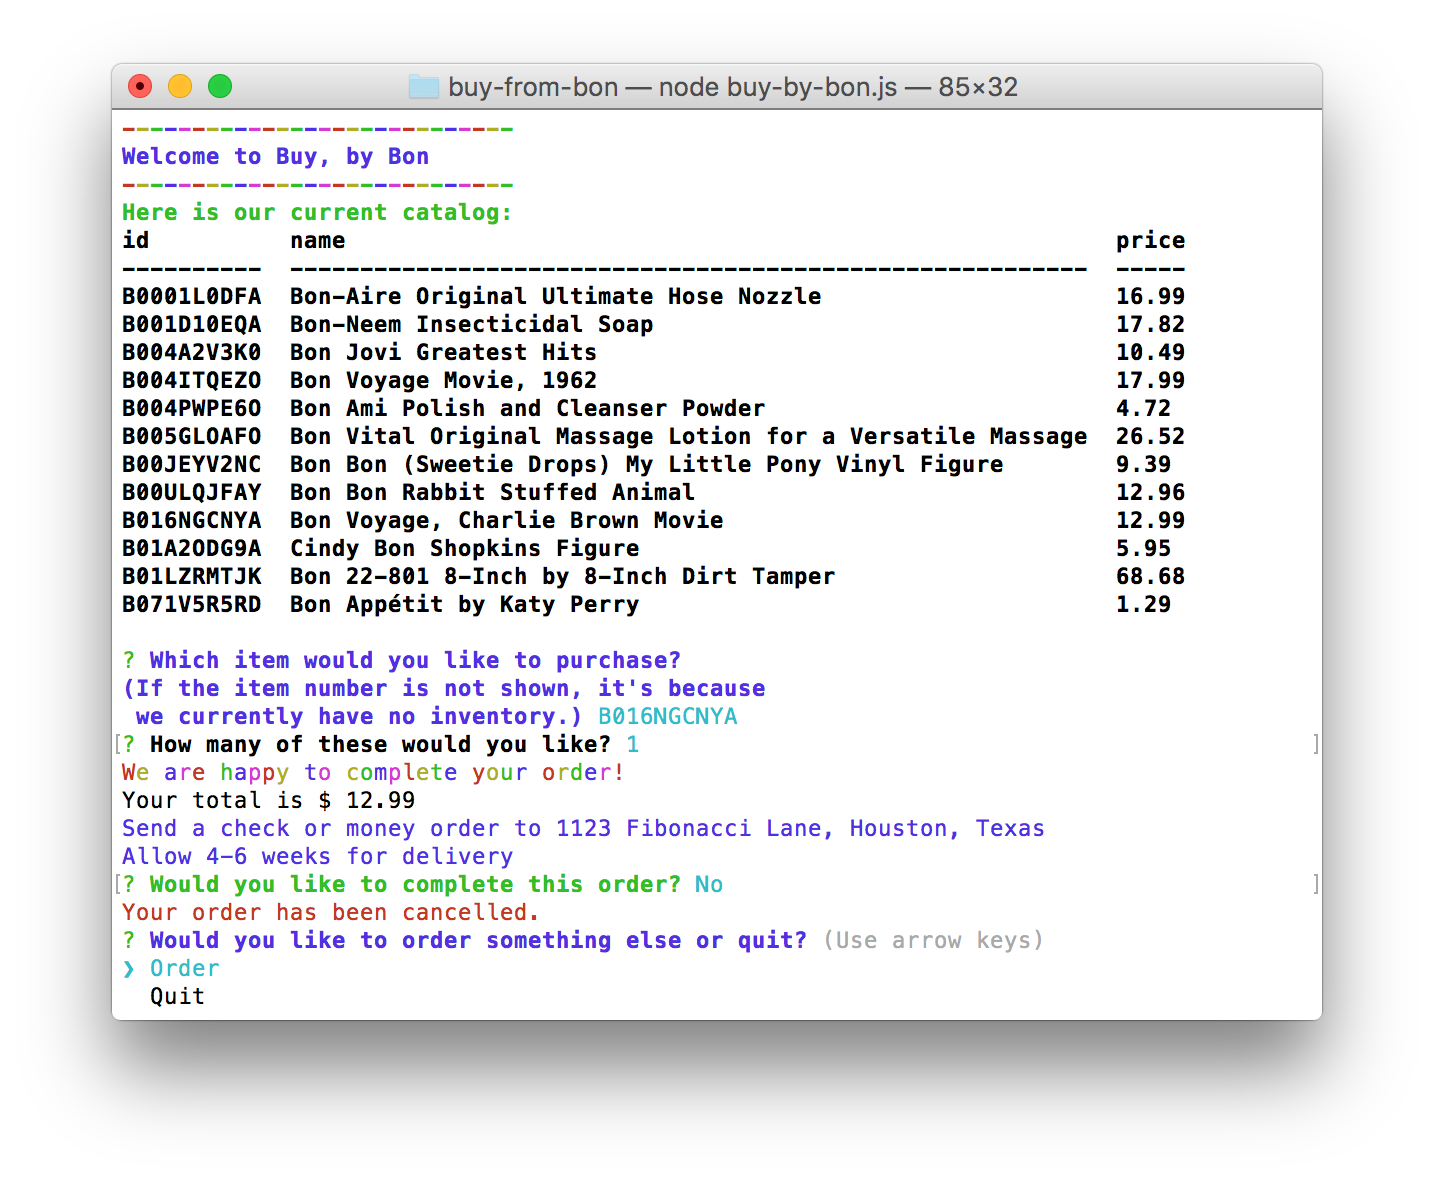 buy-from-bon — node buy-by-bon.js — 85×32
----------------------------
Welcome to Buy, by Bon
----------------------------
Here is our current catalog:
id          name                                                       price
----------  ---------------------------------------------------------  -----
B0001L0DFA  Bon-Aire Original Ultimate Hose Nozzle                     16.99
B001D10EQA  Bon-Neem Insecticidal Soap                                 17.82
B004A2V3K0  Bon Jovi Greatest Hits                                     10.49
B004ITQEZO  Bon Voyage Movie, 1962                                     17.99
B004PWPE6O  Bon Ami Polish and Cleanser Powder                         4.72
B005GLOAFO  Bon Vital Original Massage Lotion for a Versatile Massage  26.52
B00JEYV2NC  Bon Bon (Sweetie Drops) My Little Pony Vinyl Figure        9.39
B00ULQJFAY  Bon Bon Rabbit Stuffed Animal                              12.96
B016NGCNYA  Bon Voyage, Charlie Brown Movie                            12.99
B01A2ODG9A  Cindy Bon Shopkins Figure                                  5.95
B01LZRMTJK  Bon 22-801 8-Inch by 8-Inch Dirt Tamper                    68.68
B071V5R5RD  Bon Appétit by Katy Perry                                  1.29
? Which item would you like to purchase?
(If the item number is not shown, it's because
 we currently have no inventory.) B016NGCNYA
[? How many of these would you like? 1 ]
We are happy to complete your order!
Your total is $ 12.99
Send a check or money order to 1123 Fibonacci Lane, Houston, Texas
Allow 4-6 weeks for delivery
[? Would you like to complete this order? No ]
Your order has been cancelled.
? Would you like to order something else or quit? (Use arrow keys)
❯ Order
  Quit